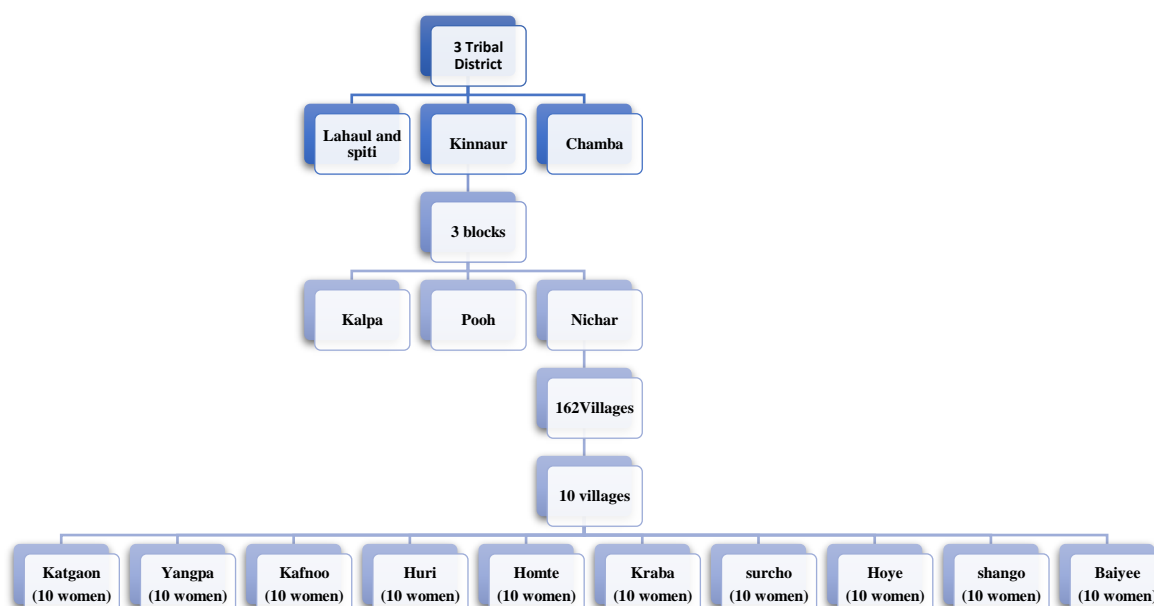 3 Tribal
District
Lahaul and
spiti
Kinnaur
Chamba
3 blocks
Kalpa
Pooh
Nichar
162Villages
10 villages
Katgaon
(10 women)
Yangpa
(10 women)
Kafnoo
(10 women)
Huri
(10 women)
Homte
(10 women)
Kraba
(10 women)
surcho
(10 women)
Hoye
(10 women)
shango
(10 women)
Baiyee
(10 women)